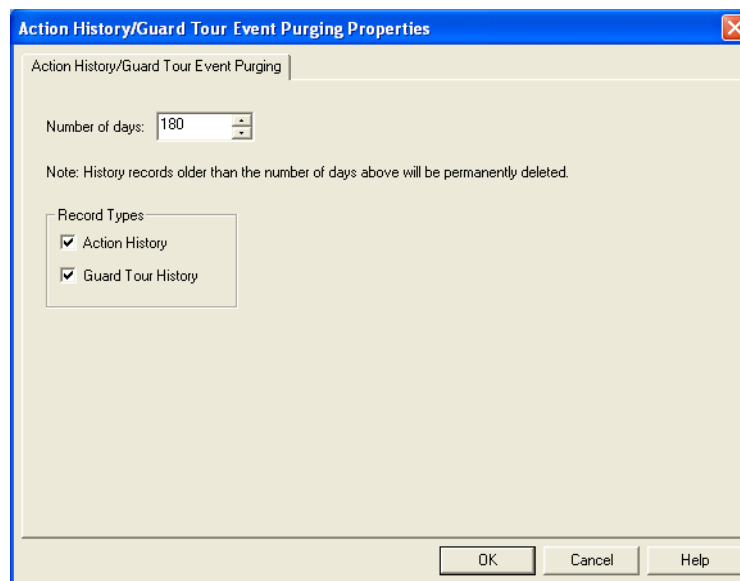 Action History/Guard Tour Event Purging Properties
Action History/Guard Tour Event Purging
Number of days: 180
Note: History records older than the number of days above will be permanently deleted.
Record Types
Action History
Guard Tour History
OK Cancel Help